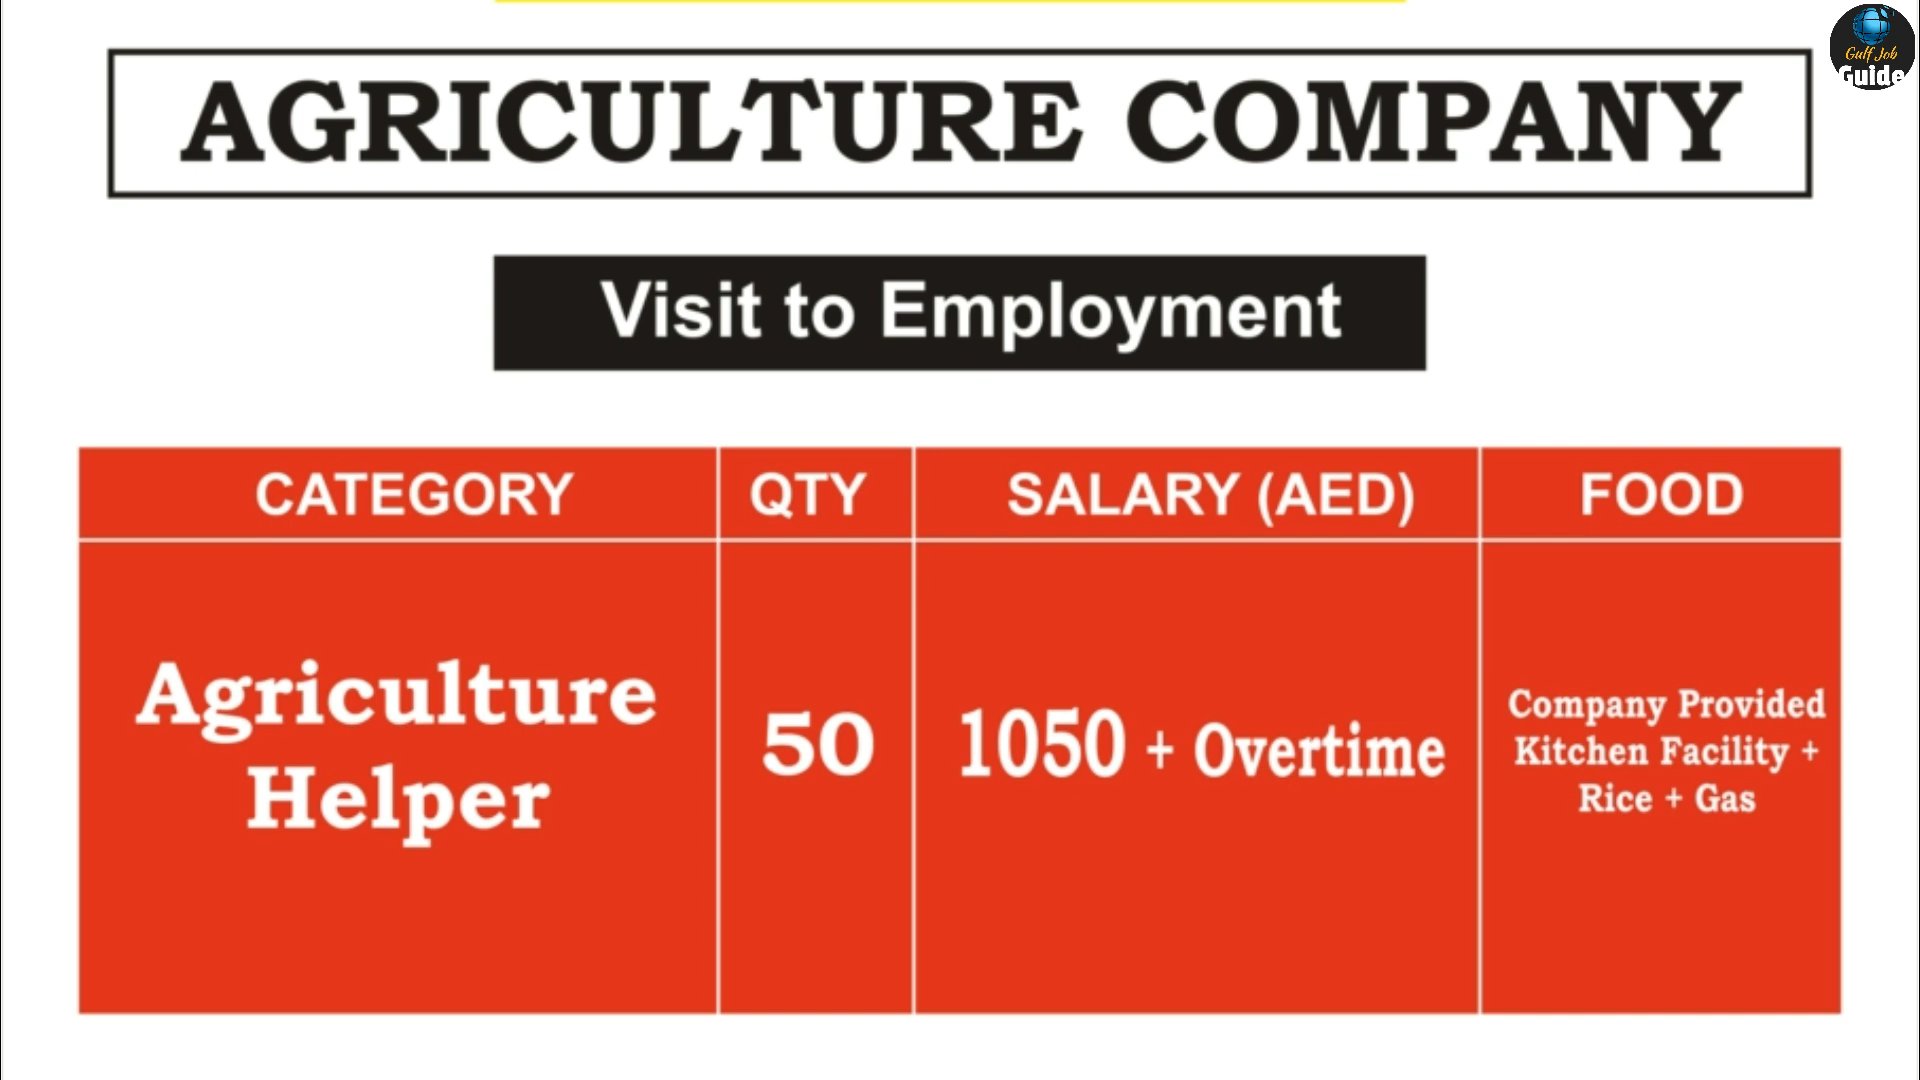 Gulf Job
Guide
AGRICULTURE COMPANY
Visit to Employment
CATEGORY QTY SALARY (AED) FOOD
Agriculture
Helper
50
1050 + Overtime
Company Provided
Kitchen Facility +
Rice + Gas